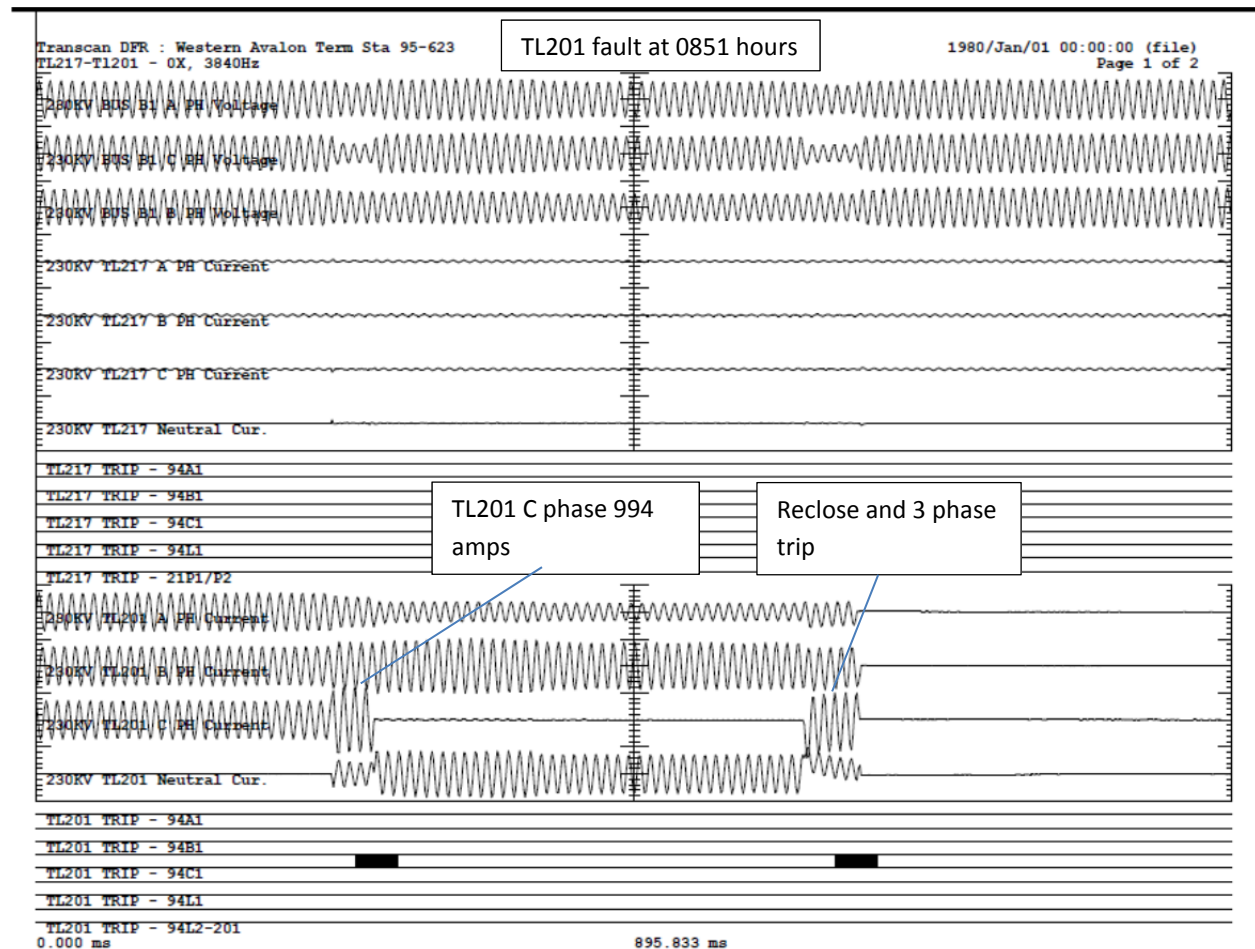 Transcan DFR : Western Avalon Term Sta 95-623
TL201 fault at 0851 hours
1980/Jan/01 00:00:00 (file)
TL217-Tl201 - 0X, 3840Hz
Page 1 of 2
230KV BUS B1 A PH Voltage
230KV BUS B1 C PH Voltage
230KV BUS B1 B PH Voltage
230KV TL217 A PH Current
230KV TL217 B PH Current
230KV TL217 C PH Current
230KV TL217 Neutral Cur.
TL217 TRIP - 94A1
TL217 TRIP - 94B1
TL217 TRIP - 94C1
TL217 TRIP - 94L1
TL217 TRIP - 21P1/P2
TL201 C phase 994
amps
Reclose and 3 phase
trip
230KV TL201 A PH Current
230KV TL201 B PH Current
230KV TL201 C PH Current
230KV TL201 Neutral Cur.
TL201 TRIP - 94A1
TL201 TRIP - 94B1
TL201 TRIP - 94C1
TL201 TRIP - 94L1
TL201 TRIP - 94L2-201
0.000 ms
895.833 ms